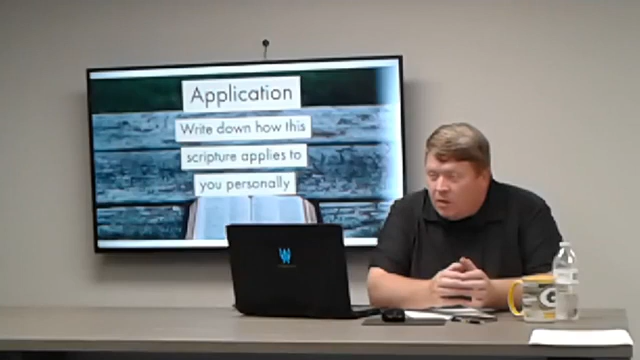 Application
Write down how this
scripture applies to
you personally
G